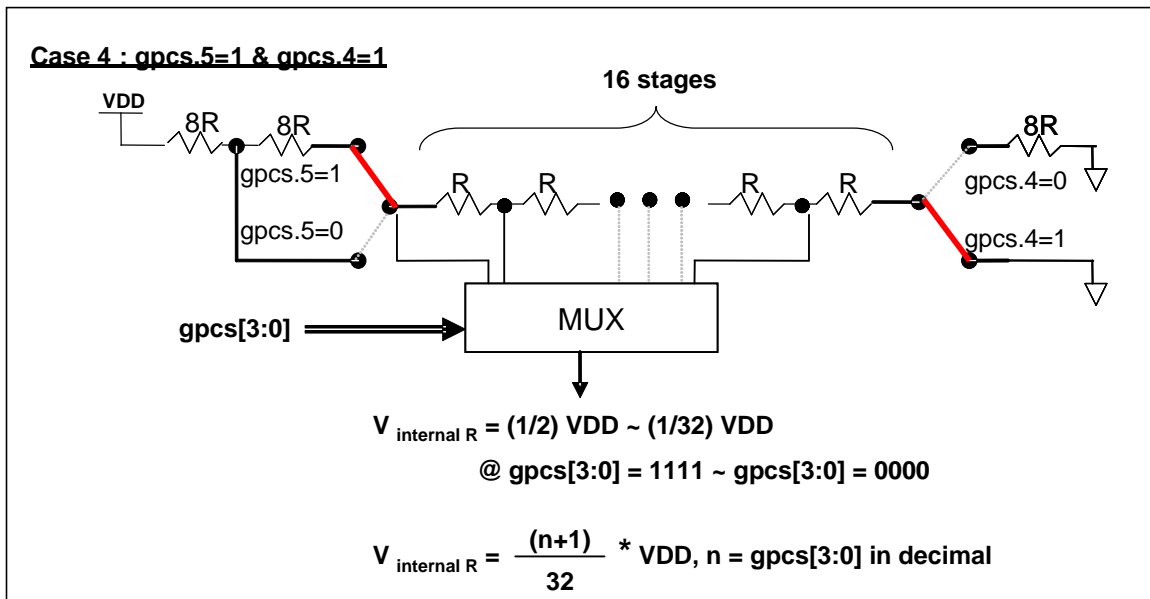 Case 4 : gpcs.5=1 & gpcs.4=1
16 stages
VDD
8R
8R
8R
gpcs.5=1
R
R
R
R
gpcs.4=0
gpcs.5=0
gpcs.4=1
MUX
gpcs[3:0]
V internal R = (1/2) VDD ~ (1/32) VDD
@ gpcs[3:0] = 1111 ~ gpcs[3:0] = 0000
V internal R = (n+1) / 32 * VDD, n = gpcs[3:0] in decimal